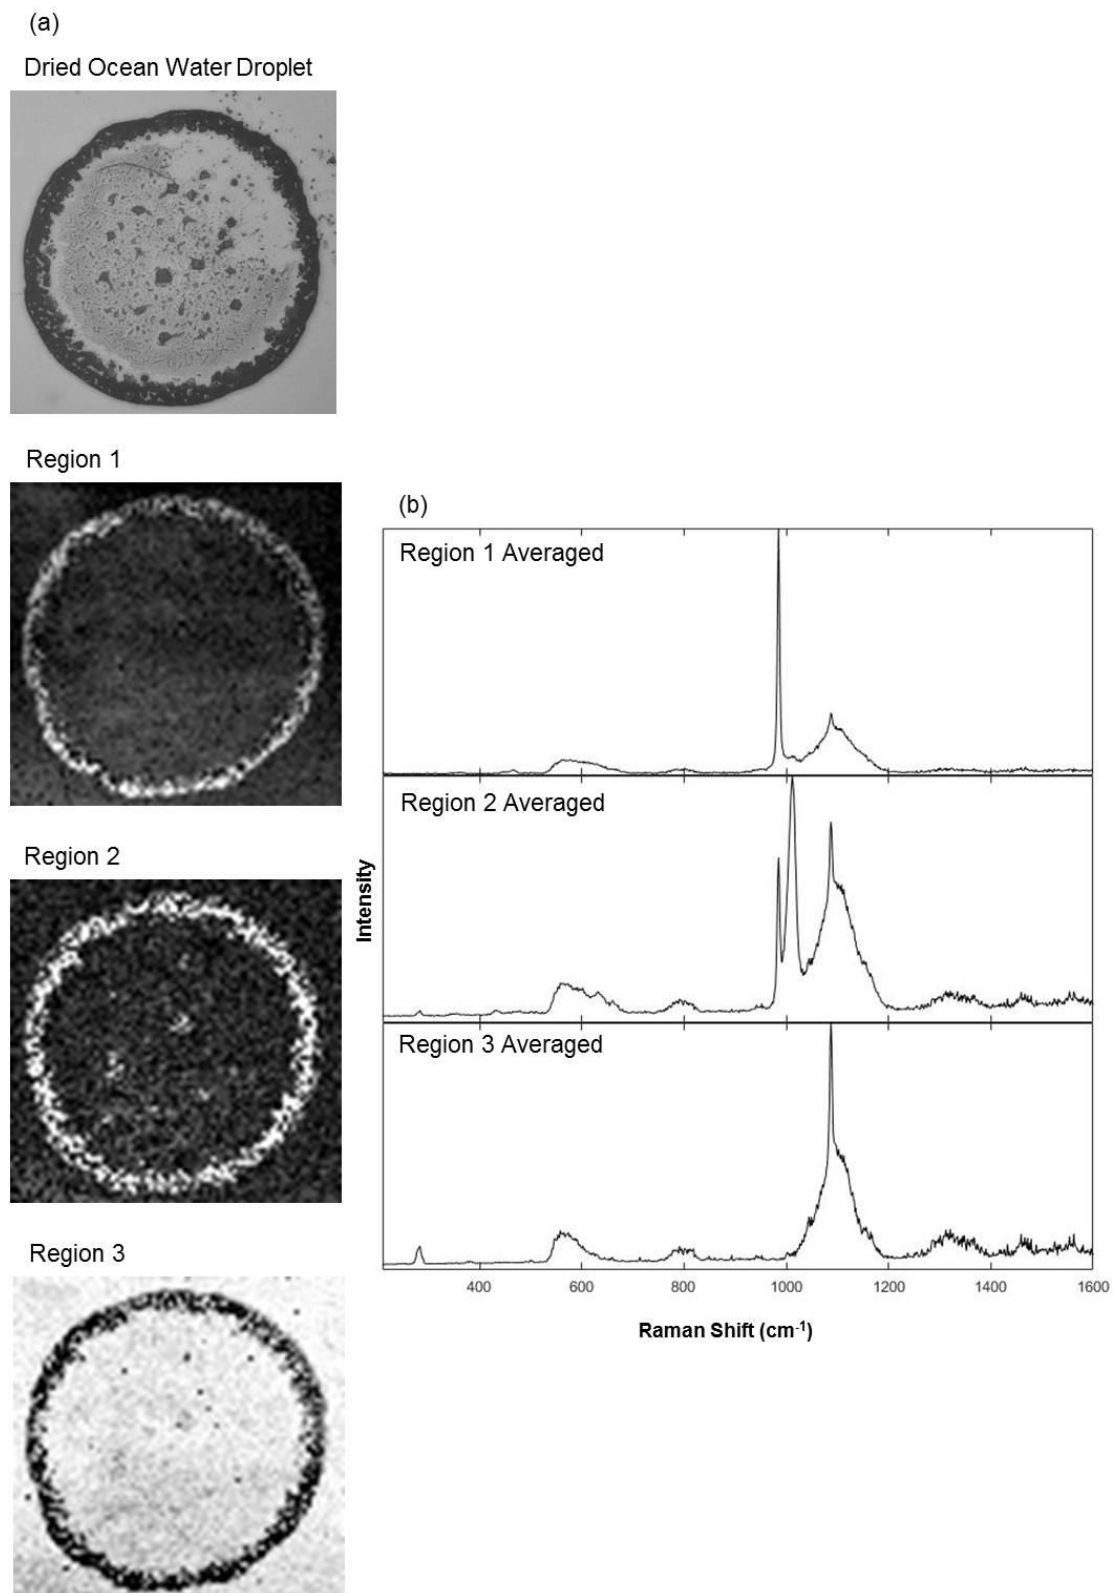 (a)
Dried Ocean Water Droplet
Region 1
(b)
Region 1 Averaged
Region 2 Averaged
Region 3 Averaged
Intensity
400 600 800 1000 1200 1400 1600
Raman Shift (cm⁻¹)
Region 2
Region 3